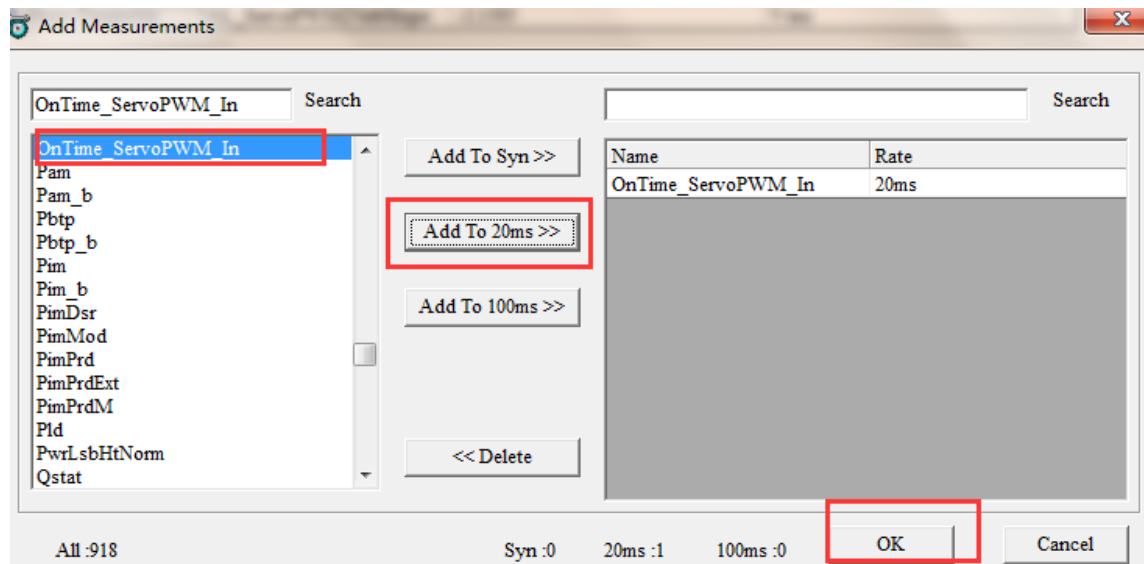 Add Measurements
OnTime_ServoPWM_In
Search
Search
OnTime_ServoPWM_In
Pam
Pam_b
Pbtp
Pbtp_b
Pim
Pim_b
PimDsr
PimMod
PimPrd
PimPrdExt
PimPrdM
Pld
PwrLsbHtNorm
Qstat
Add To Syn >>
Add To 20ms >>
Add To 100ms >>
<< Delete
Name Rate
OnTime_ServoPWM_In 20ms
All :918 Syn :0 20ms :1 100ms :0
OK
Cancel